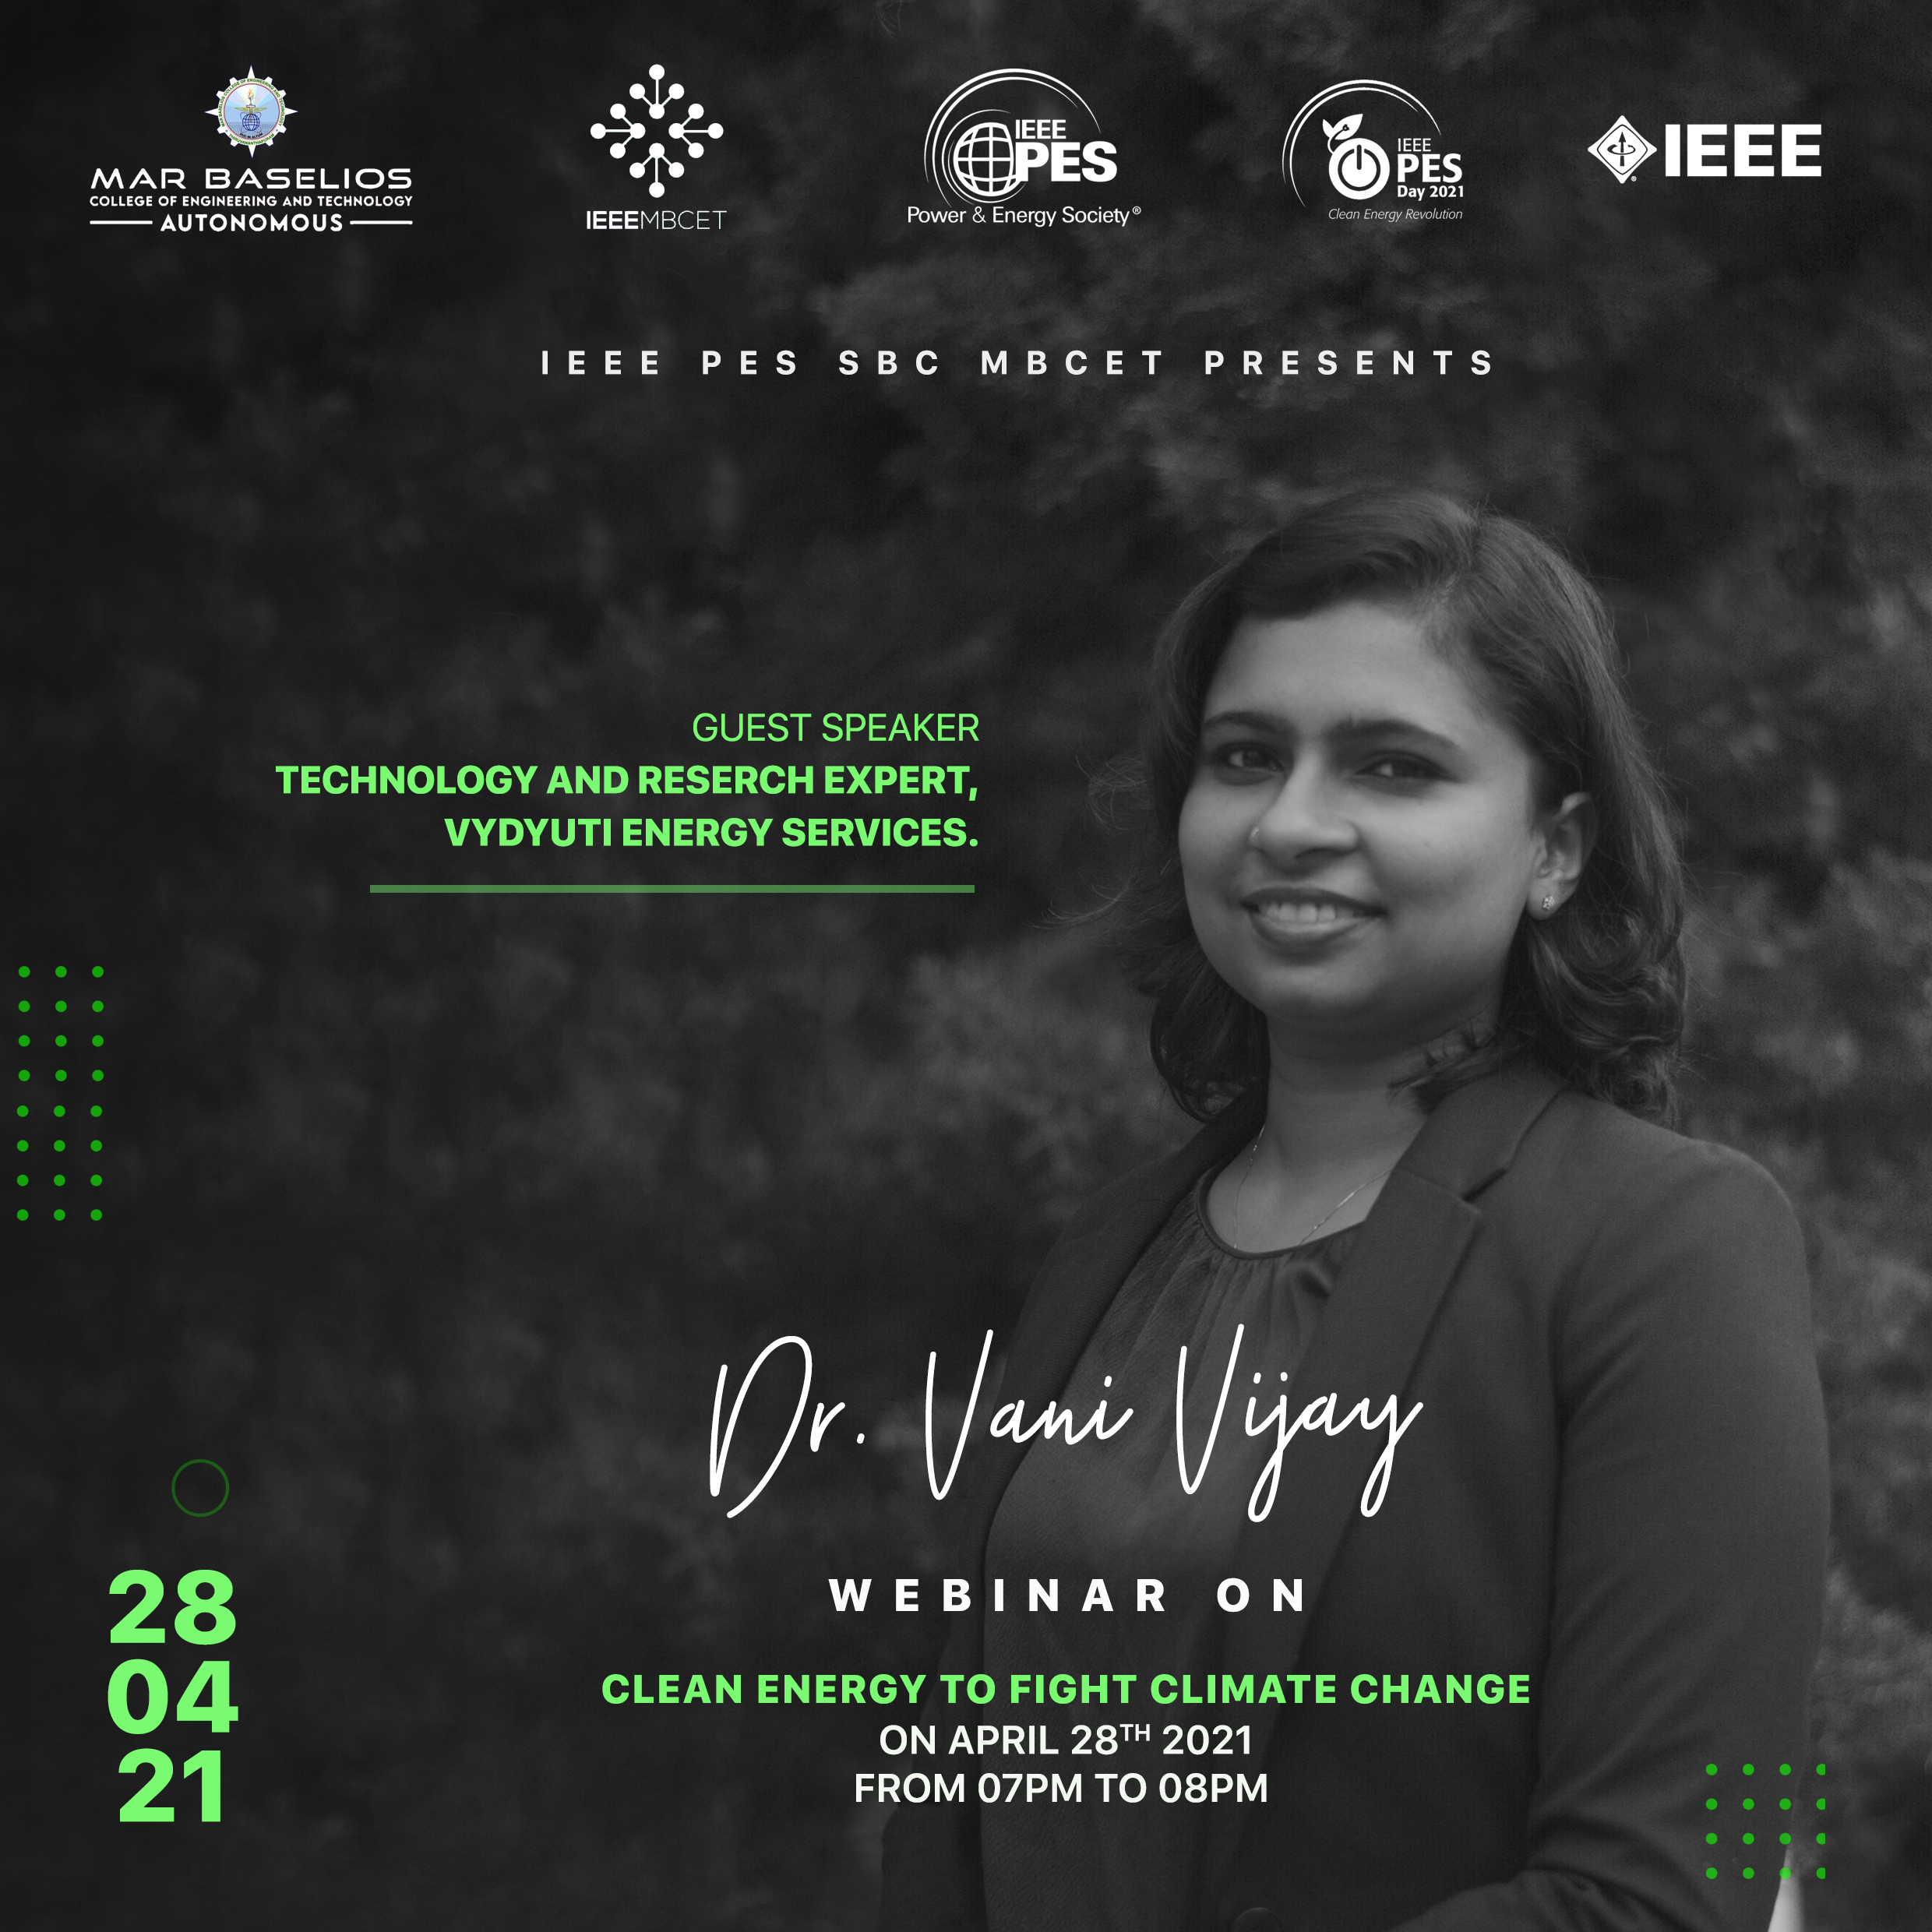 MAR BASELIOS
COLLEGE OF ENGINEERING AND TECHNOLOGY
AUTONOMOUS
IEEEMBCET
IEEE
PES
Power & Energy Society®
IEEE
PES
Day 2021
Clean Energy Revolution
IEEE
IEEE PES SBC MBCET PRESENTS
GUEST SPEAKER
TECHNOLOGY AND RESERCH EXPERT,
VYDYUTI ENERGY SERVICES.
Dr. Vani Vijay
WEBINAR ON
CLEAN ENERGY TO FIGHT CLIMATE CHANGE
ON APRIL 28TH 2021
FROM 07PM TO 08PM
28
04
21